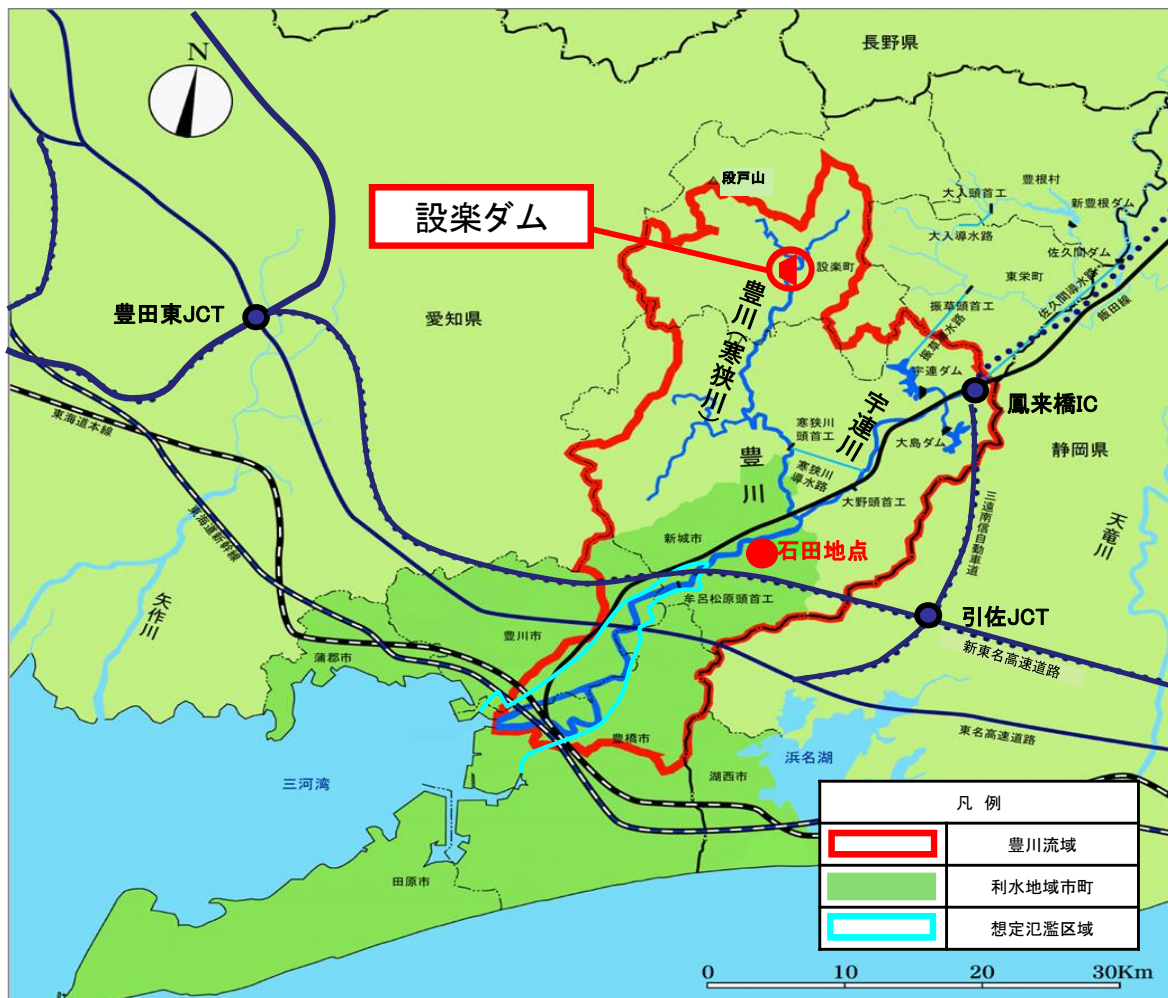 長野県
N
段戸山
豊根村
大入頭首工
新豊根ダム
設楽ダム
大入導水路
佐久間ダム
設楽町
東栄町
佐久間導水路
振草頭首工
飯田線
豊田東JCT
愛知県
豊川(寒狭川)
振草導水路
宇連ダム
鳳来橋IC
宇連川
東海道本線
寒狭川
頭首工
大島ダム
静岡県
豊川
寒狭川
導水路
大野頭首工
三遠南信自動車道
天竜川
東海道新幹線
新城市
石田地点
矢作川
牟呂松原頭首工
引佐JCT
豊川市
新東名高速道路
蒲郡市
東名高速道路
豊橋市
浜名湖
湖西市
三河湾
凡 例
豊川流域
利水地域市町
田原市
想定氾濫区域
0 10 20 30Km